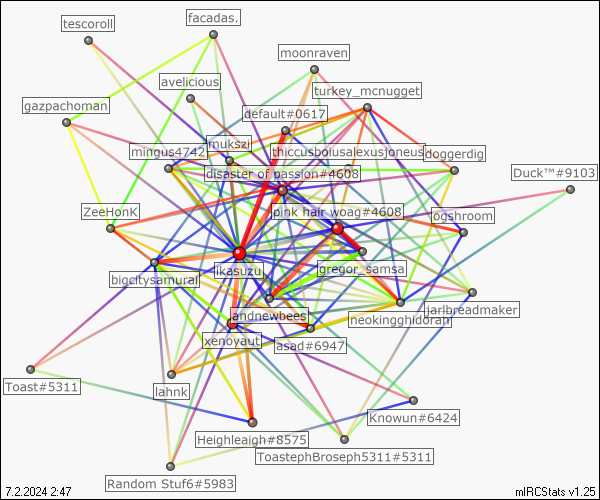 tescoroll
facadas.
moonraven
avelicious
turkey_mcnugget
gazpachoman
default#0617
mukszil
mingus4742
doggerdig
disaster of passion#4608
Duck™#9103
ZeeHonK
pink hair woag#4608
ogshroom
ikasuzu
gregor_samsa
bigcitysamurai
jarlbreadmaker
andnewbees
neokingghidorah
xenoyaut
asad#6947
Toast#5311
lahnk
Knowun#6424
Heighleaigh#8575
ToastephBroseph5311#5311
Random Stuf6#5983
7.2.2024 2:47
mIRCStats v1.25